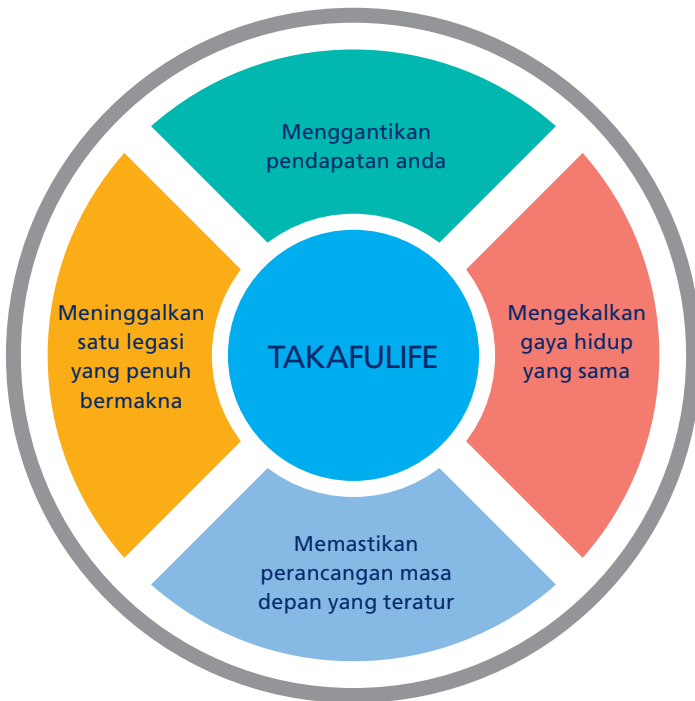 Menggantikan
pendapatan anda
Meninggalkan
satu legasi
yang penuh
bermakna
TAKAFULIFE
Mengekalkan
gaya hidup
yang sama
Memastikan
perancangan masa
depan yang teratur